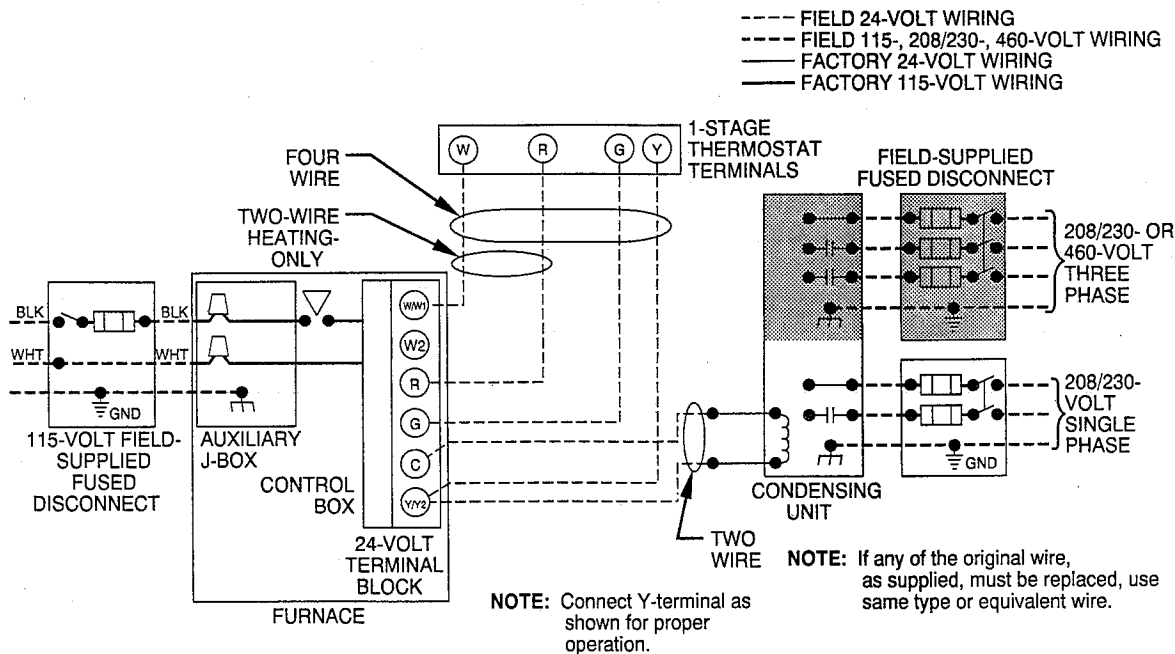 FIELD 24-VOLT WIRING
FIELD 115-, 208/230-, 460-VOLT WIRING
FACTORY 24-VOLT WIRING
FACTORY 115-VOLT WIRING
1-STAGE
THERMOSTAT
TERMINALS
W
R
G
Y
FOUR
WIRE
TWO-WIRE
HEATING-
ONLY
FIELD-SUPPLIED
FUSED DISCONNECT
208/230- OR
460-VOLT
THREE
PHASE
BLK
BLK
WHT
WHT
GND
115-VOLT FIELD-
SUPPLIED
FUSED
DISCONNECT
AUXILIARY
J-BOX
CONTROL
BOX
W/W1
W2
R
G
C
Y/Y2
24-VOLT
TERMINAL
BLOCK
FURNACE
208/230-
VOLT
SINGLE
PHASE
GND
CONDENSING
UNIT
TWO
WIRE
NOTE: Connect Y-terminal as
shown for proper
operation.
NOTE: If any of the original wire,
as supplied, must be replaced, use
same type or equivalent wire.